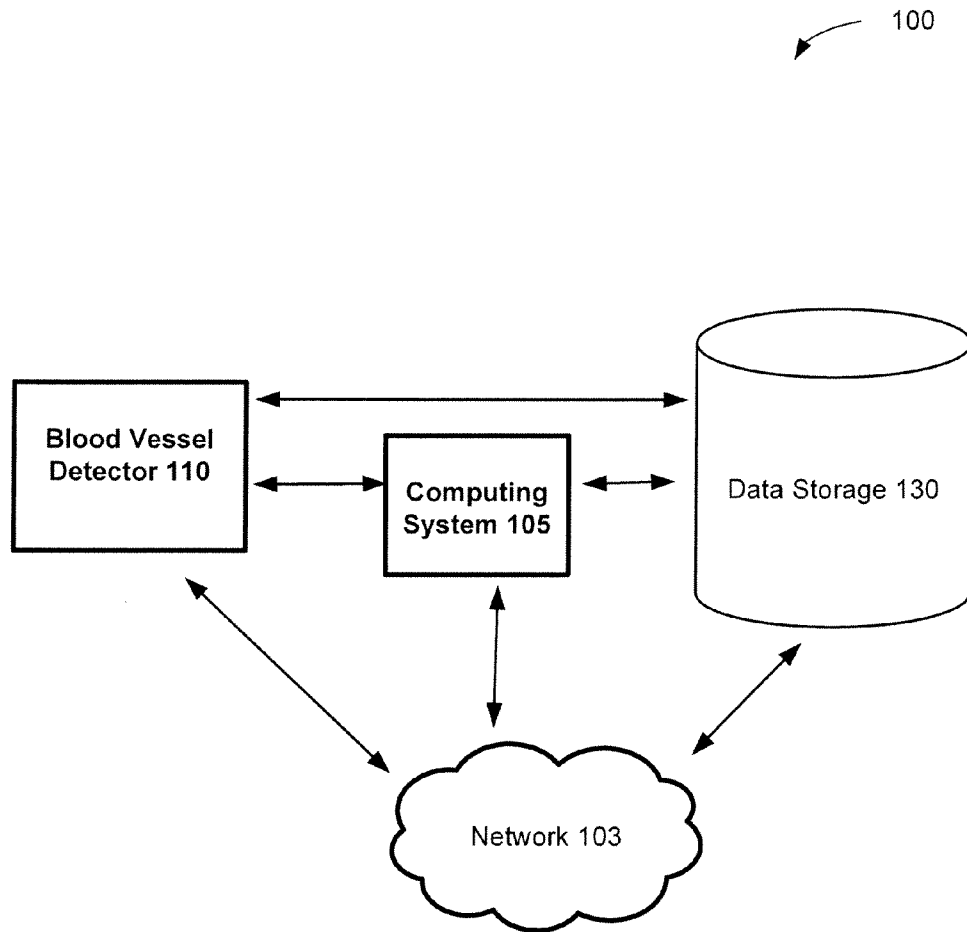 100
Blood Vessel
Detector 110
Computing
System 105
Data Storage 130
Network 103